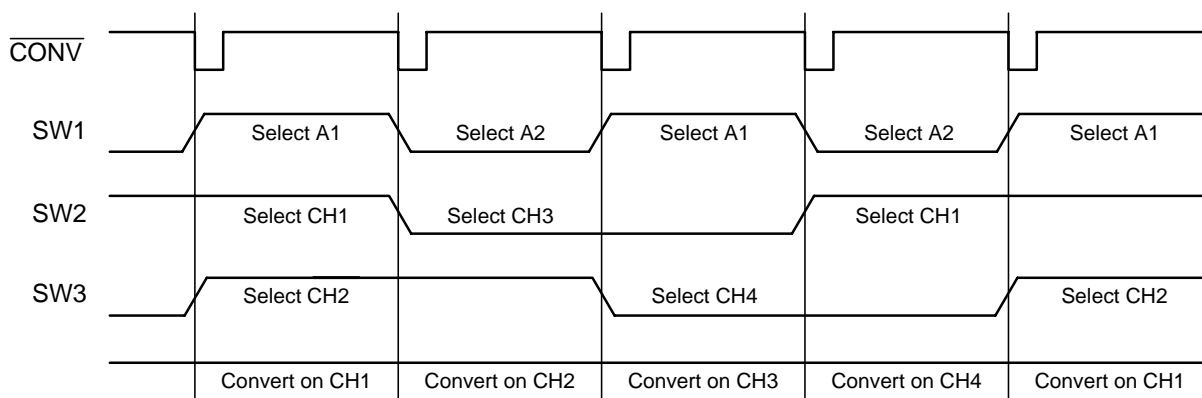 CONV
SW1 Select A1 Select A2 Select A1 Select A2 Select A1
SW2 Select CH1 Select CH3 Select CH1
SW3 Select CH2 Select CH4 Select CH2
Convert on CH1 Convert on CH2 Convert on CH3 Convert on CH4 Convert on CH1